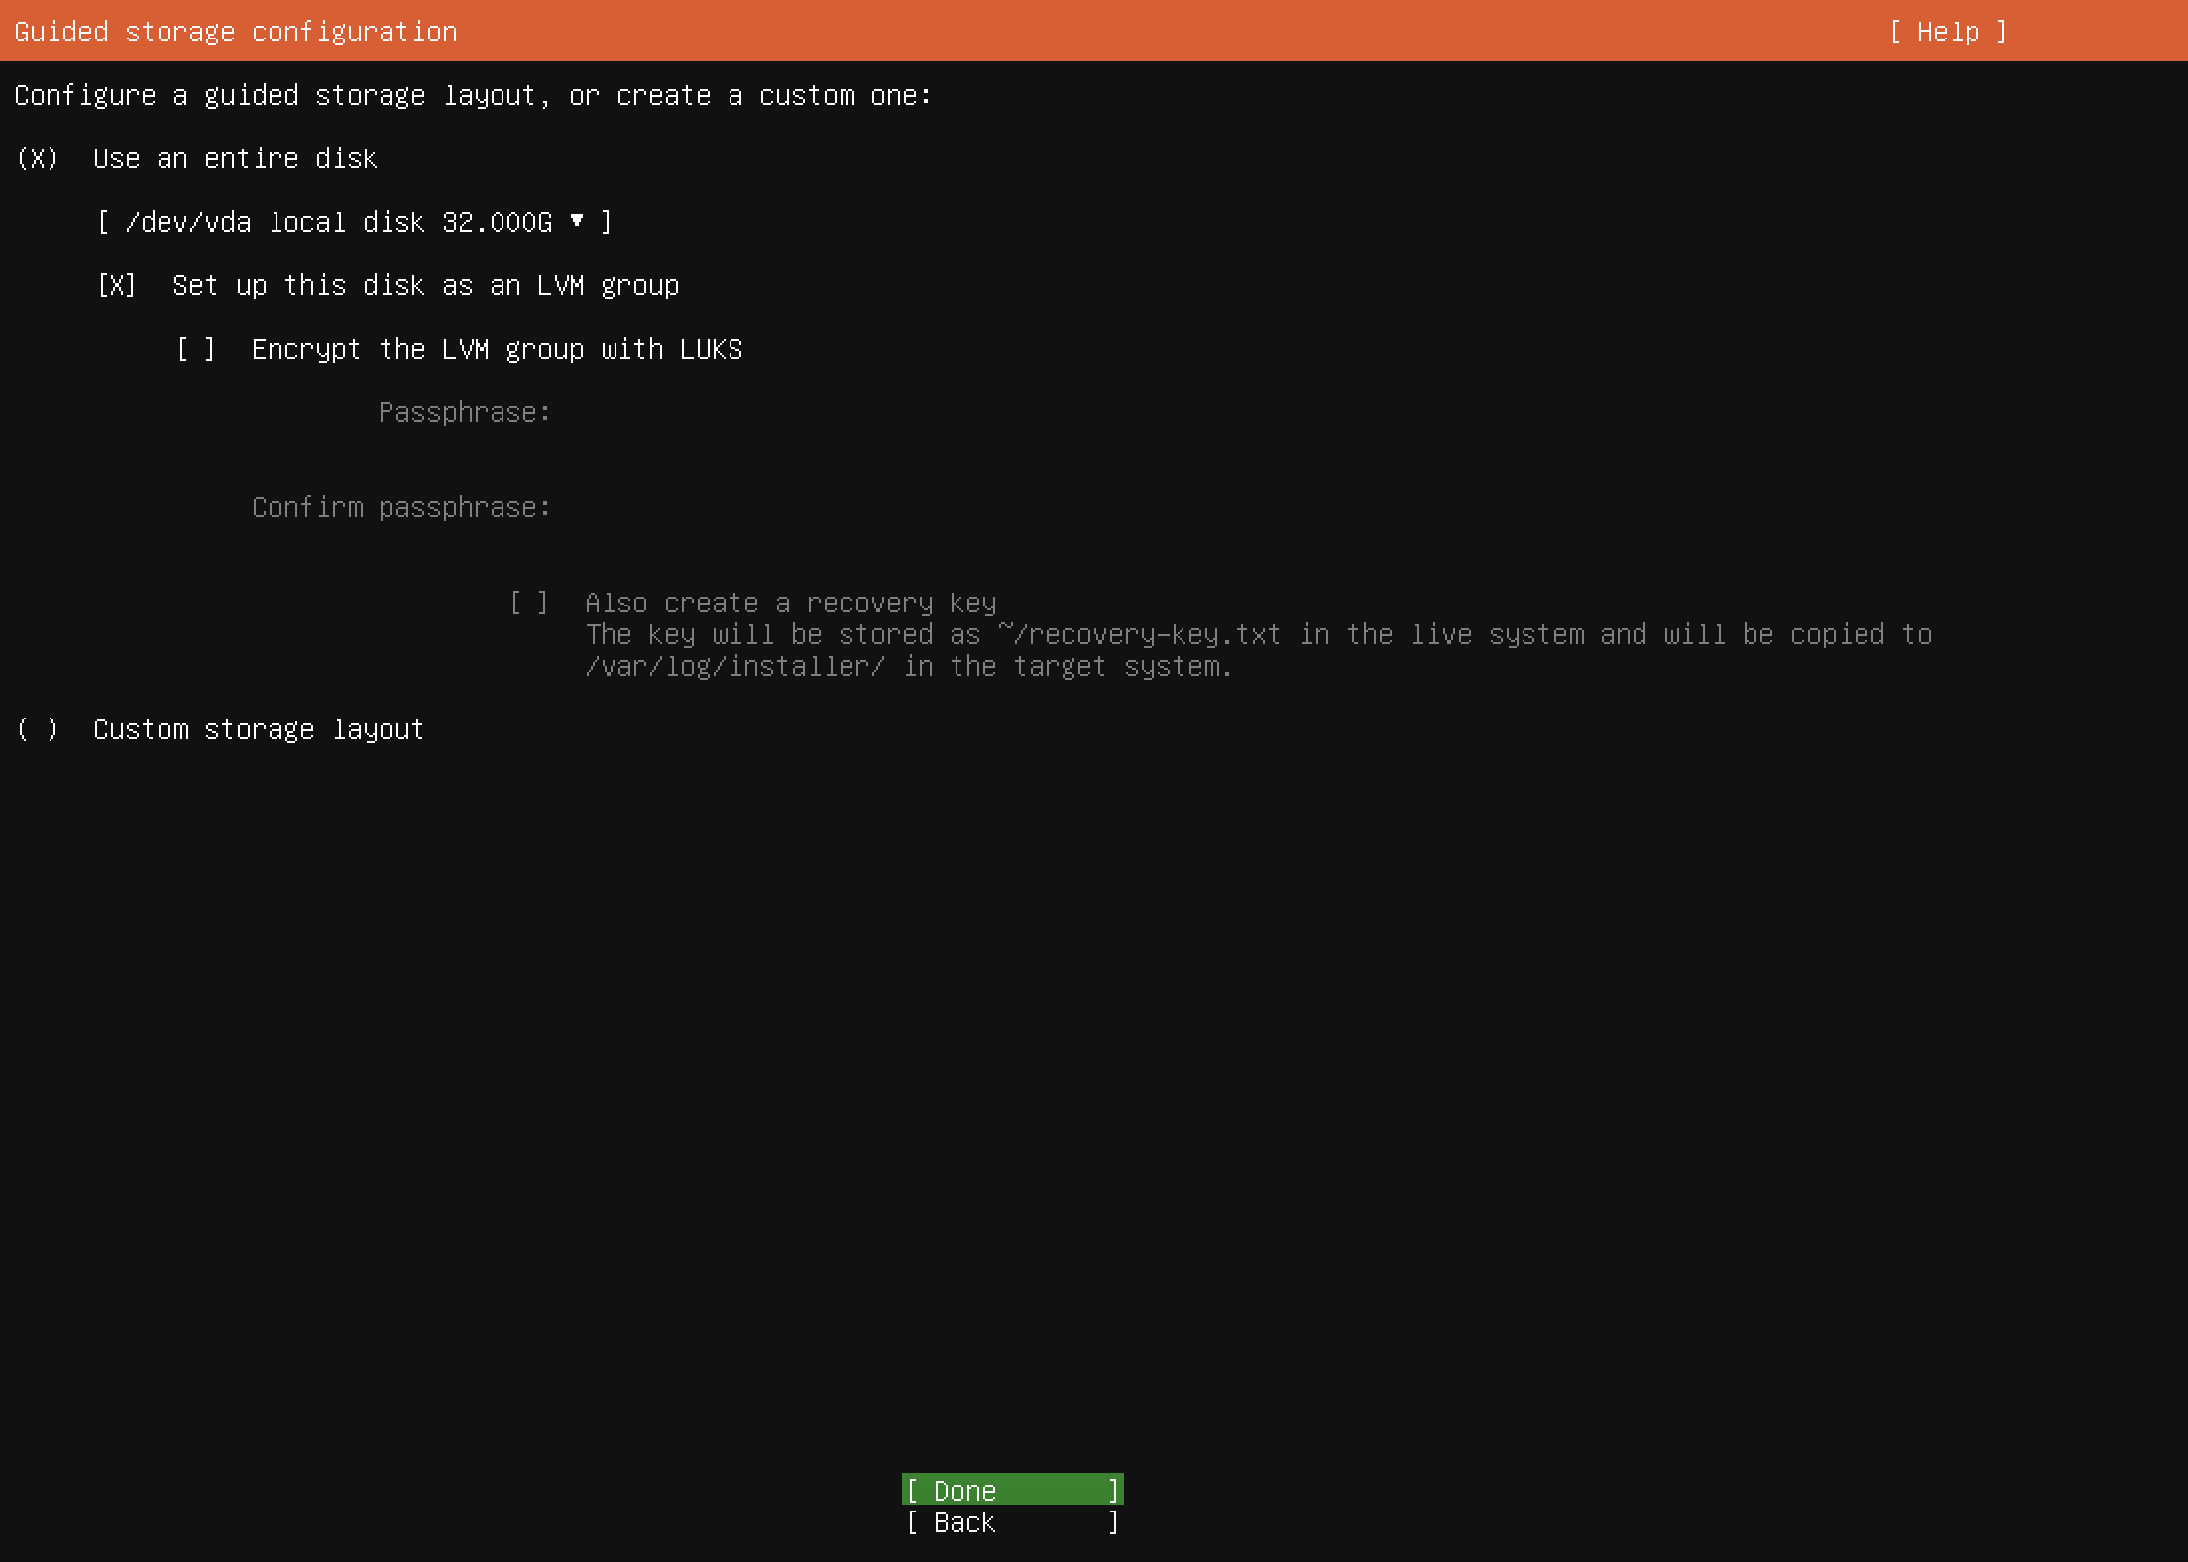 Guided storage configuration [ Help ]
Configure a guided storage layout, or create a custom one:
(X) Use an entire disk
[ /dev/vda local disk 32.000G ▾ ]
[X] Set up this disk as an LVM group
[ ] Encrypt the LVM group with LUKS
Passphrase:
Confirm passphrase:
[ ] Also create a recovery key
The key will be stored as ~/recovery-key.txt in the live system and will be copied to
/var/log/installer/ in the target system.
( ) Custom storage layout
[ Done ]
[ Back ]